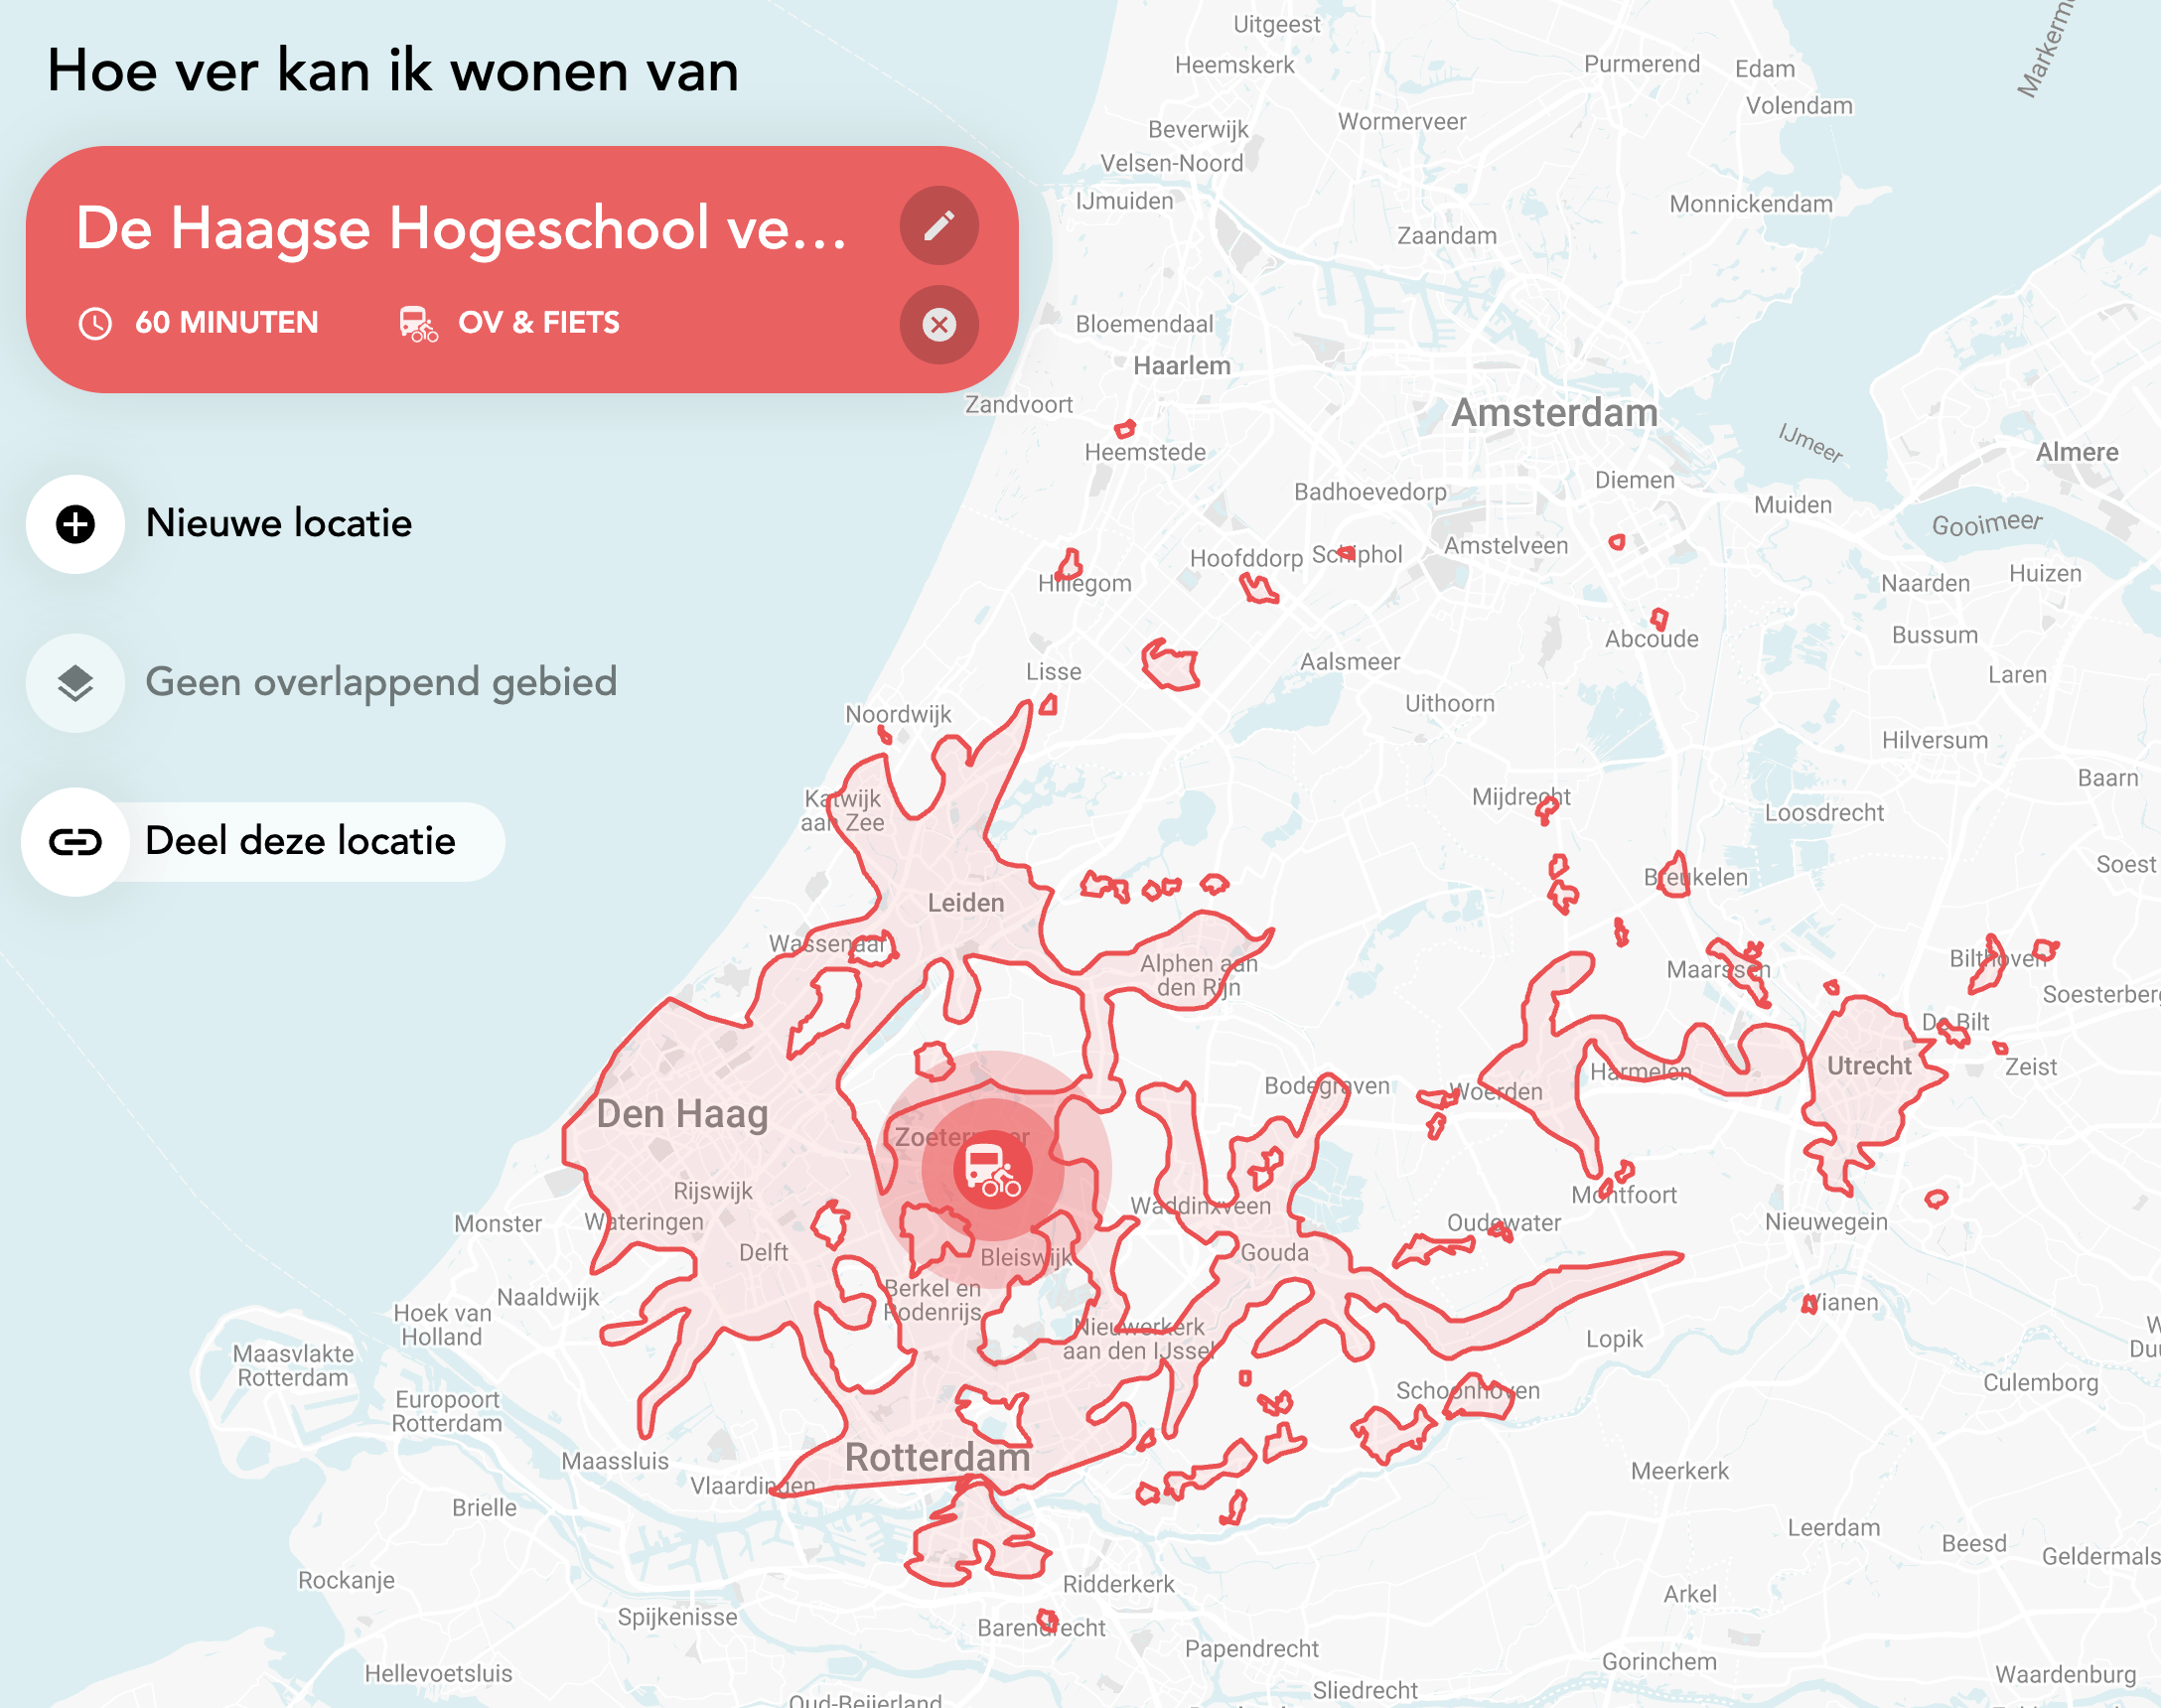 Hoe ver kan ik wonen van
De Haagse Hogeschool ve...
60 MINUTEN
OV & FIETS
Nieuwe locatie
Geen overlappend gebied
Deel deze locatie
Uitgeest
Heemskerk
Purmerend
Edam
Volendam
Beverwijk
Wormerveer
Velsen-Noord
IJmuiden
Monnickendam
Zaandam
Bloemendaal
Haarlem
Zandvoort
Amsterdam
IJmeer
Heemstede
Almere
Diemen
Badhoevedorp
Muiden
Gooimeer
Hoofddorp
Schiphol
Amstelveen
Hillegom
Naarden
Huizen
Abcoude
Bussum
Lisse
Aalsmeer
Laren
Uithoorn
Noordwijk
Hilversum
Baarn
Mijdrecht
Katwijk
aan Zee
Loosdrecht
Soest
Breukelen
Leiden
Wassenaar
Alphen aan
den Rijn
Maarssen
Bilthoven
Soesterberg
De Bilt
Utrecht
Zeist
Harmelen
Woerden
Bodegraven
Den Haag
Zoetermeer
Rijswijk
Waddinxveen
Montfoort
Monster
Wateringen
Oudewater
Nieuwegein
Delft
Bleiswijk
Gouda
Berkel en
Rodenrijs
Naaldwijk
Hoek van
Holland
Vianen
Nieuwerkerk
aan den IJssel
Lopik
Maasvlakte
Rotterdam
Europoort
Rotterdam
Schoonhoven
Culemborg
Maassluis
Rotterdam
Vlaardingen
Meerkerk
Brielle
Leerdam
Beesd
Geldermals
Rockanje
Ridderkerk
Arkel
Spijkenisse
Barendrecht
Papendrecht
Gorinchem
Hellevoetsluis
Waardenburg
Sliedrecht
Oud-Beijerland